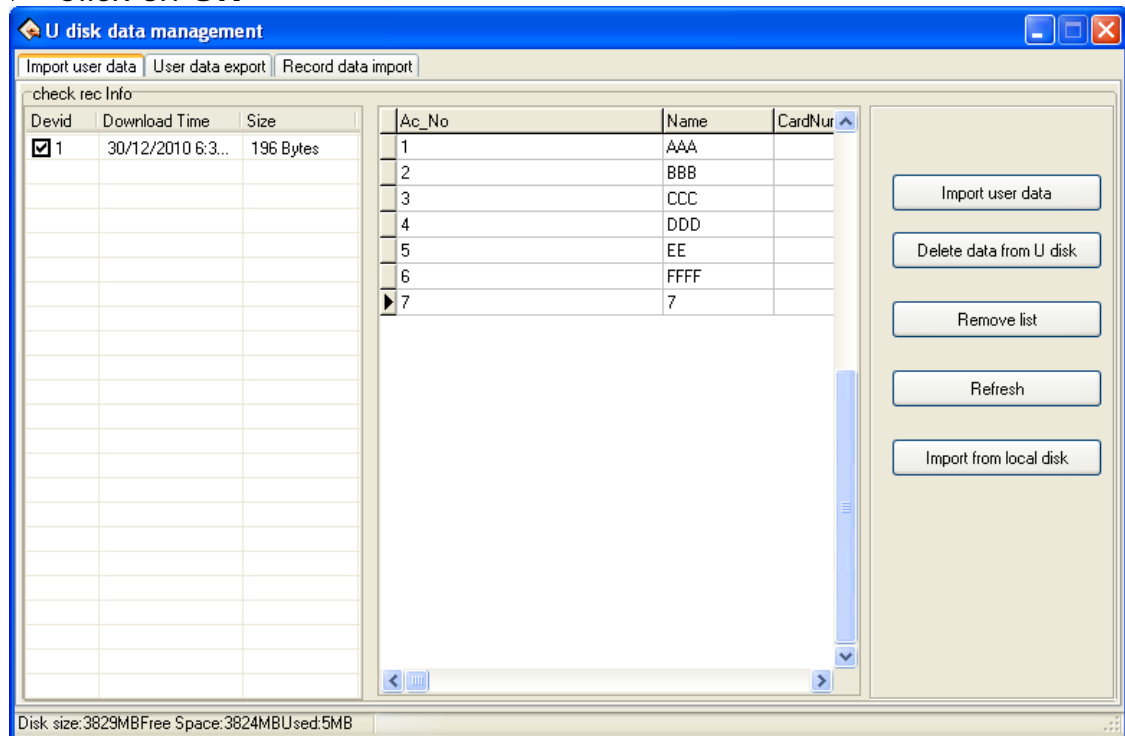 U disk data management
Import user data User data export Record data import
check rec Info
Devid Download Time Size
1 30/12/2010 6:3... 196 Bytes
Ac_No Name CardNur
1 AAA
2 BBB
3 CCC
4 DDD
5 EE
6 FFFF
7 7
Import user data
Delete data from U disk
Remove list
Refresh
Import from local disk
Disk size:3829MBFree Space:3824MBUsed:5MB